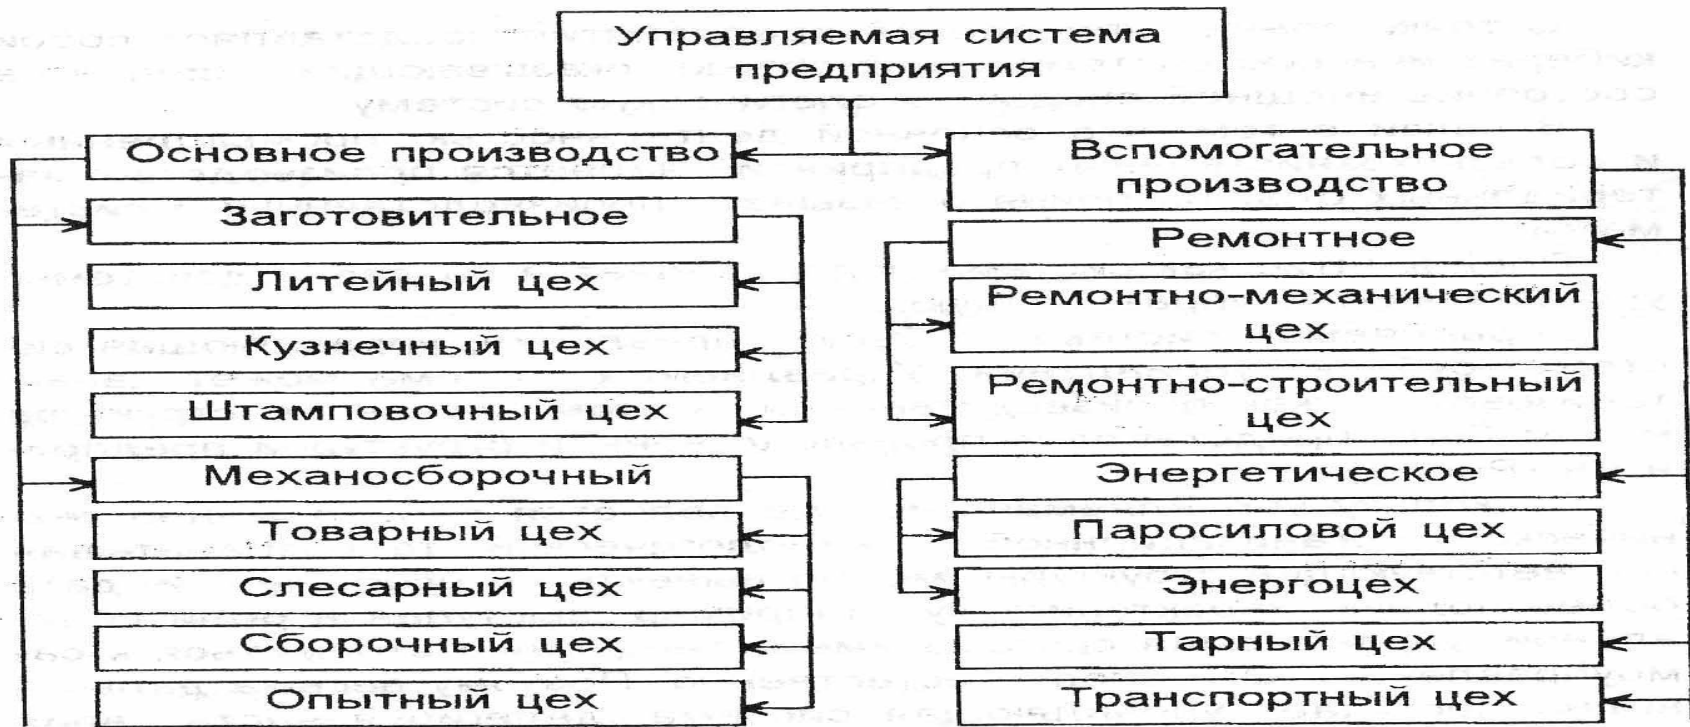 Управляемая система
предприятия
Основное производство
Заготовительное
Литейный цех
Кузнечный цех
Штамповочный цех
Механосборочный
Товарный цех
Слесарный цех
Сборочный цех
Опытный цех
Вспомогательное
производство
Ремонтное
Ремонтно-механический
цех
Ремонтно-строительный
цех
Энергетическое
Паросиловой цех
Энергоцех
Тарный цех
Транспортный цех